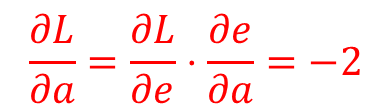 ∂L/∂a = ∂L/∂e · ∂e/∂a = −2